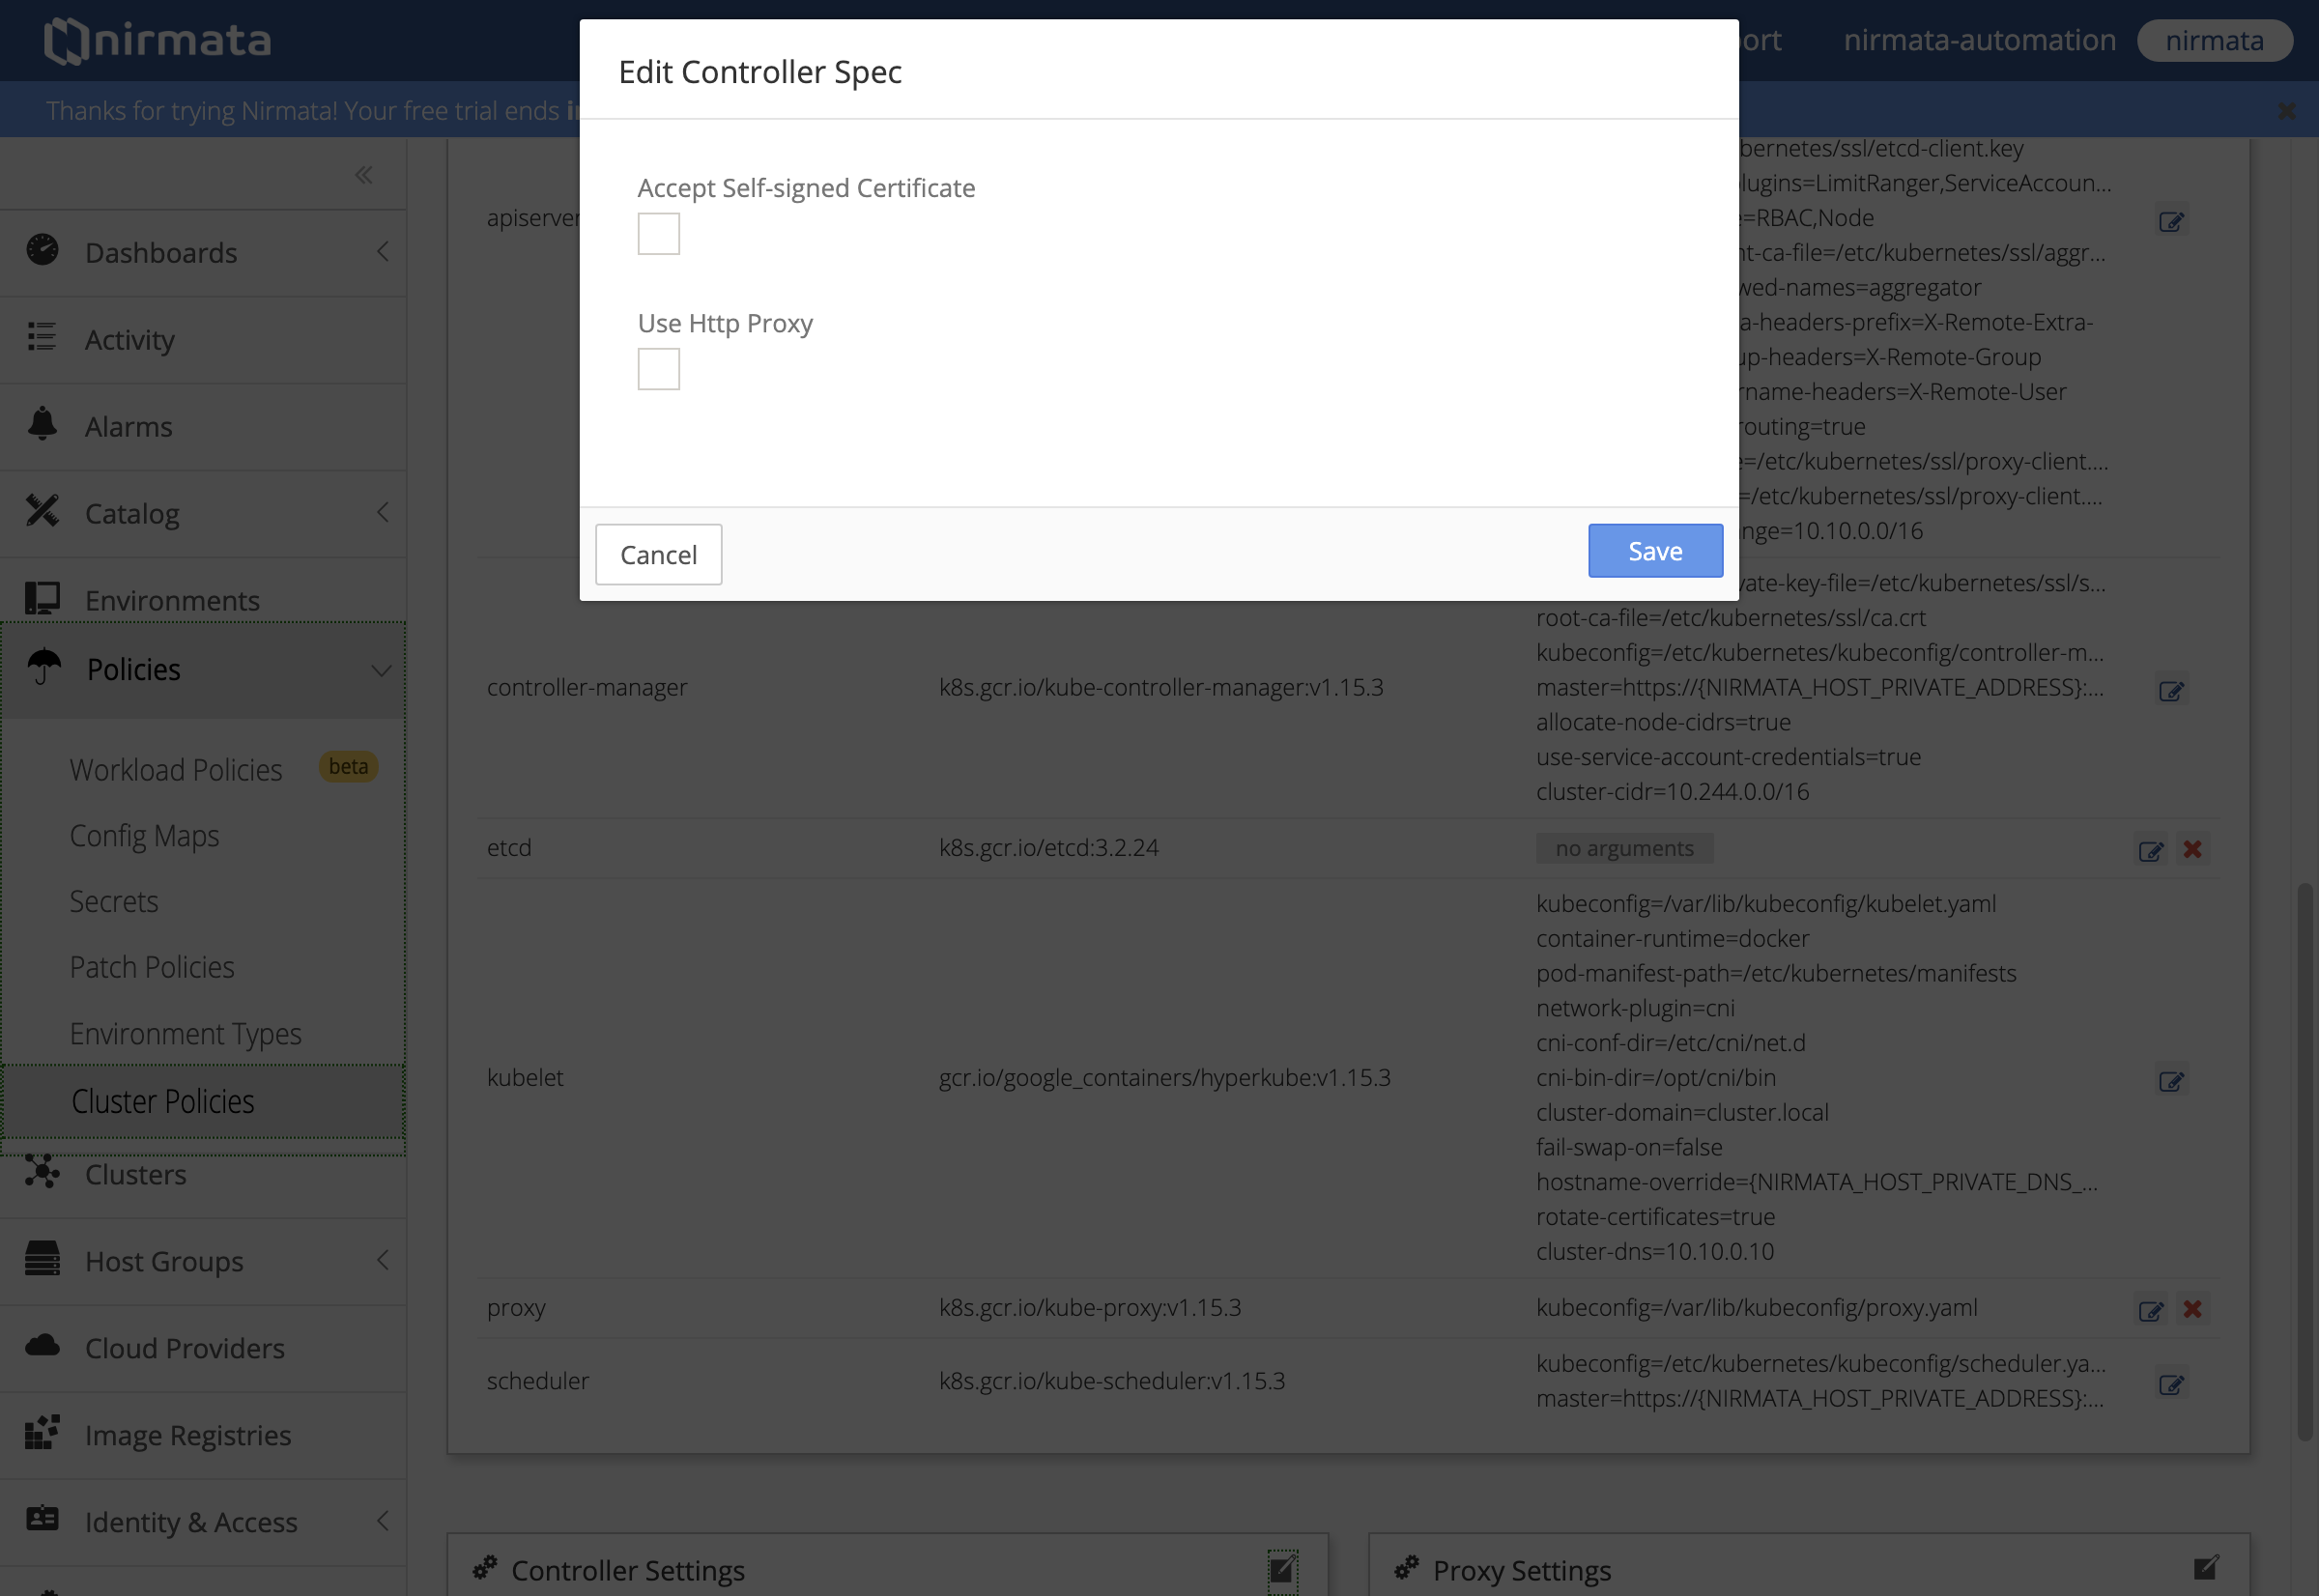 nirmata
ort
nirmata-automation
nirmata
Thanks for trying Nirmata! Your free trial ends
Edit Controller Spec
Accept Self-signed Certificate
Use Http Proxy
Cancel
Save
Dashboards
Activity
Alarms
Catalog
Environments
Policies
Workload Policies beta
Config Maps
Secrets
Patch Policies
Environment Types
Cluster Policies
Clusters
Host Groups
Cloud Providers
Image Registries
Identity & Access
apiserver
bernetes/ssl/etcd-client.key
lugins=LimitRanger,ServiceAccoun...
=RBAC,Node
t-ca-file=/etc/kubernetes/ssl/aggr...
wed-names=aggregator
a-headers-prefix=X-Remote-Extra-
up-headers=X-Remote-Group
rname-headers=X-Remote-User
routing=true
=/etc/kubernetes/ssl/proxy-client....
=/etc/kubernetes/ssl/proxy-client....
nge=10.10.0.0/16
controller-manager
k8s.gcr.io/kube-controller-manager:v1.15.3
vate-key-file=/etc/kubernetes/ssl/s...
root-ca-file=/etc/kubernetes/ssl/ca.crt
kubeconfig=/etc/kubernetes/kubeconfig/controller-m...
master=https://{NIRMATA_HOST_PRIVATE_ADDRESS}:...
allocate-node-cidrs=true
use-service-account-credentials=true
cluster-cidr=10.244.0.0/16
etcd
k8s.gcr.io/etcd:3.2.24
no arguments
kubelet
gcr.io/google_containers/hyperkube:v1.15.3
kubeconfig=/var/lib/kubeconfig/kubelet.yaml
container-runtime=docker
pod-manifest-path=/etc/kubernetes/manifests
network-plugin=cni
cni-conf-dir=/etc/cni/net.d
cni-bin-dir=/opt/cni/bin
cluster-domain=cluster.local
fail-swap-on=false
hostname-override={NIRMATA_HOST_PRIVATE_DNS_...
rotate-certificates=true
cluster-dns=10.10.0.10
proxy
k8s.gcr.io/kube-proxy:v1.15.3
kubeconfig=/var/lib/kubeconfig/proxy.yaml
scheduler
k8s.gcr.io/kube-scheduler:v1.15.3
kubeconfig=/etc/kubernetes/kubeconfig/scheduler.ya...
master=https://{NIRMATA_HOST_PRIVATE_ADDRESS}:...
Controller Settings
Proxy Settings